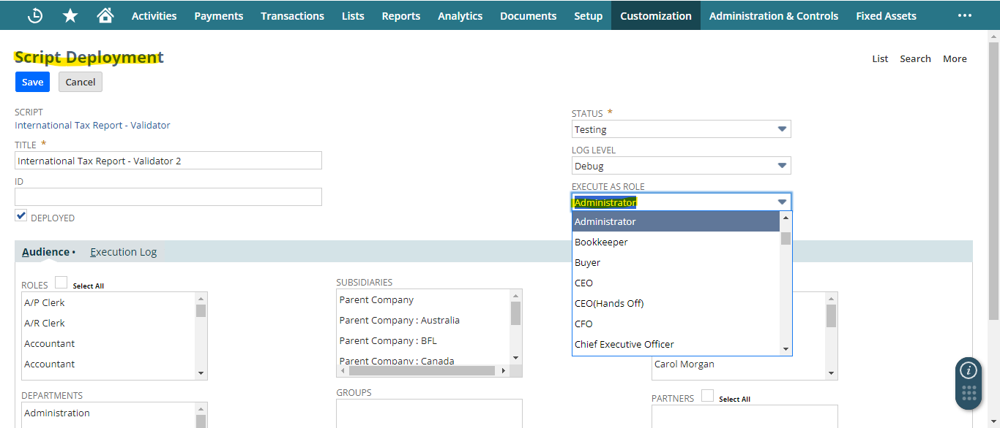 Activities Payments Transactions Lists Reports Analytics Documents Setup Customization Administration & Controls Fixed Assets
Script Deployment
List Search More
Save Cancel
SCRIPT
International Tax Report - Validator
TITLE *
International Tax Report - Validator 2
ID
DEPLOYED
STATUS *
Testing
LOG LEVEL
Debug
EXECUTE AS ROLE
Administrator
Administrator
Bookkeeper
Buyer
CEO
CEO(Hands Off)
CFO
Chief Executive Officer
Audience • Execution Log
ROLES Select All
A/P Clerk
A/R Clerk
Accountant
Accountant
SUBSIDIARIES
Parent Company
Parent Company : Australia
Parent Company : BFL
Parent Company : Canada
Carol Morgan
DEPARTMENTS
Administration
GROUPS
PARTNERS Select All